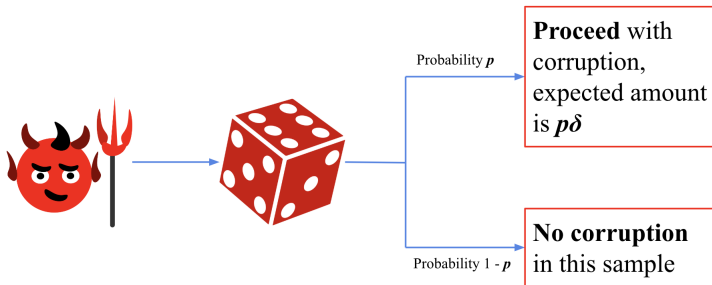 Probability p
Proceed with
corruption,
expected amount
is pδ
Probability 1 - p
No corruption
in this sample